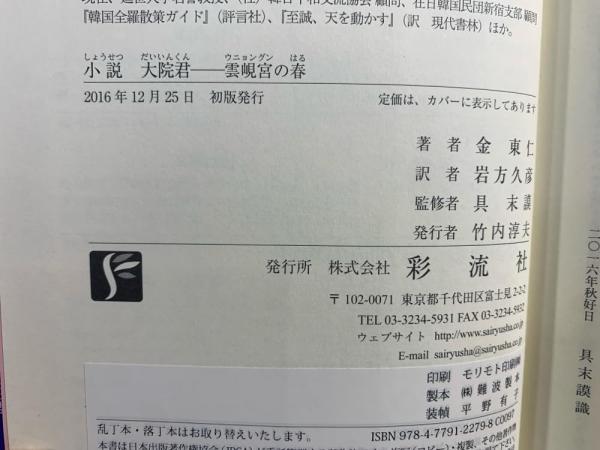 『韓国全羅散策ガイド』（評言社）、『至誠、天を動かす』（訳 現代書林）ほか。
しょうせつ だいいんくん ウニョングン はる
小説 大院君――雲峴宮の春
2016年12月25日 初版発行 定価は、カバーに表示してあります
著者 金東仁
訳者 岩方久彦
監修者 具末謨
発行者 竹内淳夫
発行所 株式会社 彩流社
〒102-0071 東京都千代田区富士見2-2-2
TEL 03-3234-5931 FAX 03-3234-5932
ウェブサイト http://www.sairyusha.co.jp
E-mail sairyusha@sairyusha.co.jp
印刷 モリモト印刷㈱
製本 ㈱難波製本
装幀 平野有子
乱丁本・落丁本はお取り替えいたします。 ISBN 978-4-7791-2279-8 C0097
二〇一六年秋好日 具末謨識